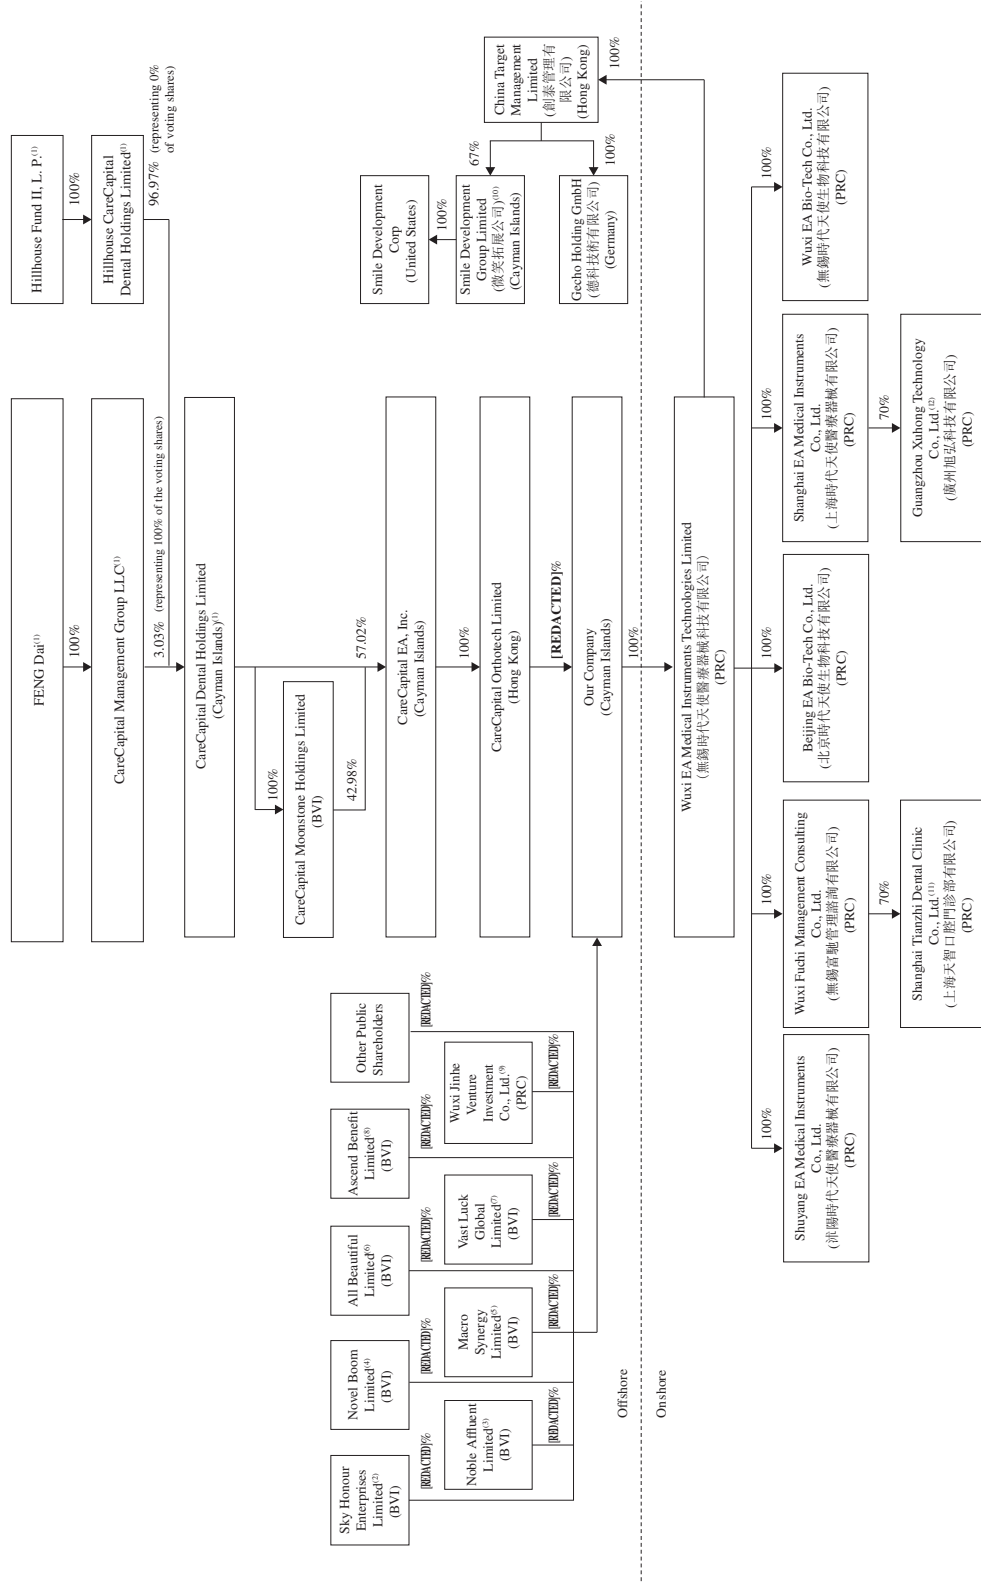 FENG Dai(1)
100%
CareCapital Management Group LLC(1)
3.03% (representing 100% of the voting shares)
Hillhouse Fund II, L. P.(1)
100%
Hillhouse CareCapital
Dental Holdings Limited(1)
96.97% (representing 0%
of voting shares)
CareCapital Dental Holdings Limited
(Cayman Islands)(1)
100%
CareCapital Moonstone Holdings Limited
(BVI)
42.98%
57.02%
CareCapital EA, Inc.
(Cayman Islands)
100%
CareCapital Orthotech Limited
(Hong Kong)
[REDACTED]%
Our Company
(Cayman Islands)
100%
Sky Honour
Enterprises
Limited(2)
(BVI)
[REDACTED]%
Noble Affluent
Limited(3)
(BVI)
[REDACTED]%
Novel Boom
Limited(4)
(BVI)
[REDACTED]%
Macro
Synergy
Limited(5)
(BVI)
[REDACTED]%
All Beautiful
Limited(6)
(BVI)
[REDACTED]%
Vast Luck
Global
Limited(7)
(BVI)
[REDACTED]%
Ascend Benefit
Limited(8)
(BVI)
[REDACTED]%
Wuxi Jinhe
Venture
Investment
Co., Ltd.(9)
(PRC)
[REDACTED]%
Other Public
Shareholders
[REDACTED]%
Smile Development
Corp
(United States)
100%
Smile Development
Group Limited
(微笑拓展公司)(10)
(Cayman Islands)
67%
China Target
Management
Limited
(創泰管理有
限公司)
(Hong Kong)
100%
Gecho Holding GmbH
(德科技術有限公司)
(Germany)
100%
Offshore
Onshore
Wuxi EA Medical Instruments Technologies Limited
(無錫時代天使醫療器械科技有限公司)
(PRC)
100%
Shuyang EA Medical Instruments
Co., Ltd.
(沭陽時代天使醫療器械有限公司)
(PRC)
100%
Wuxi Fuchi Management Consulting
Co., Ltd.
(無錫富馳管理諮詢有限公司)
(PRC)
70%
Shanghai Tianzhi Dental Clinic
Co., Ltd.(11)
(上海天智口腔門診部有限公司)
(PRC)
100%
Beijing EA Bio-Tech Co., Ltd.
(北京時代天使生物科技有限公司)
(PRC)
100%
Shanghai EA Medical Instruments
Co., Ltd.
(上海時代天使醫療器械有限公司)
(PRC)
70%
Guangzhou Xuhong Technology
Co., Ltd.(12)
(廣州旭弘科技有限公司)
(PRC)
100%
Wuxi EA Bio-Tech Co., Ltd.
(無錫時代天使生物科技有限公司)
(PRC)